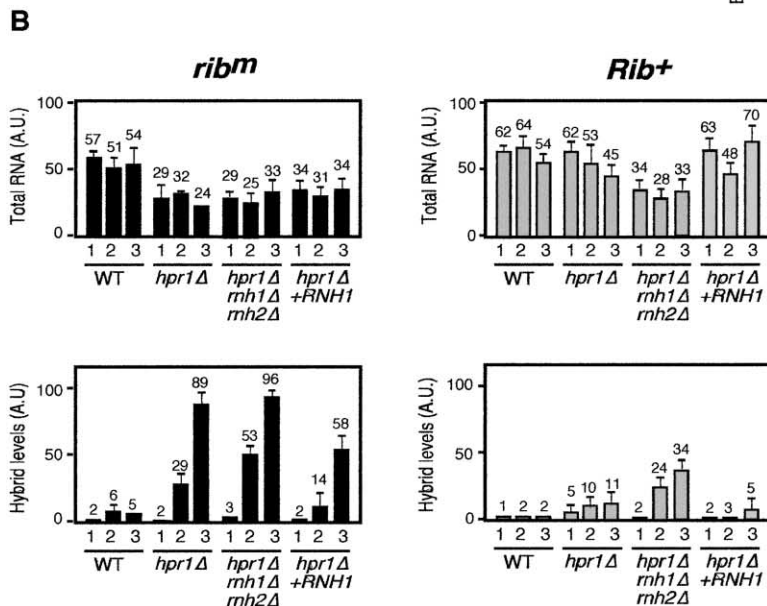 B
rib^m
Rib+
Total RNA (A.U.)
100
50
0
57 51 54 29 32 24 29 25 33 34 31 34
1 2 3 1 2 3 1 2 3 1 2 3
WT hpr1Δ hpr1Δ hpr1Δ
rnh1Δ +RNH1
rnh2Δ
Total RNA (A.U.)
100
50
0
62 64 54 62 53 45 34 28 33 63 48 70
1 2 3 1 2 3 1 2 3 1 2 3
WT hpr1Δ hpr1Δ hpr1Δ
rnh1Δ +RNH1
rnh2Δ
Hybrid levels (A.U)
100
50
0
2 6 5 2 29 89 3 53 96 2 14 58
1 2 3 1 2 3 1 2 3 1 2 3
WT hpr1Δ hpr1Δ hpr1Δ
rnh1Δ +RNH1
rnh2Δ
Hybrid levels (A.U.)
100
50
0
1 2 2 5 10 11 2 24 34 2 3 5
1 2 3 1 2 3 1 2 3 1 2 3
WT hpr1Δ hpr1Δ hpr1Δ
rnh1Δ +RNH1
rnh2Δ